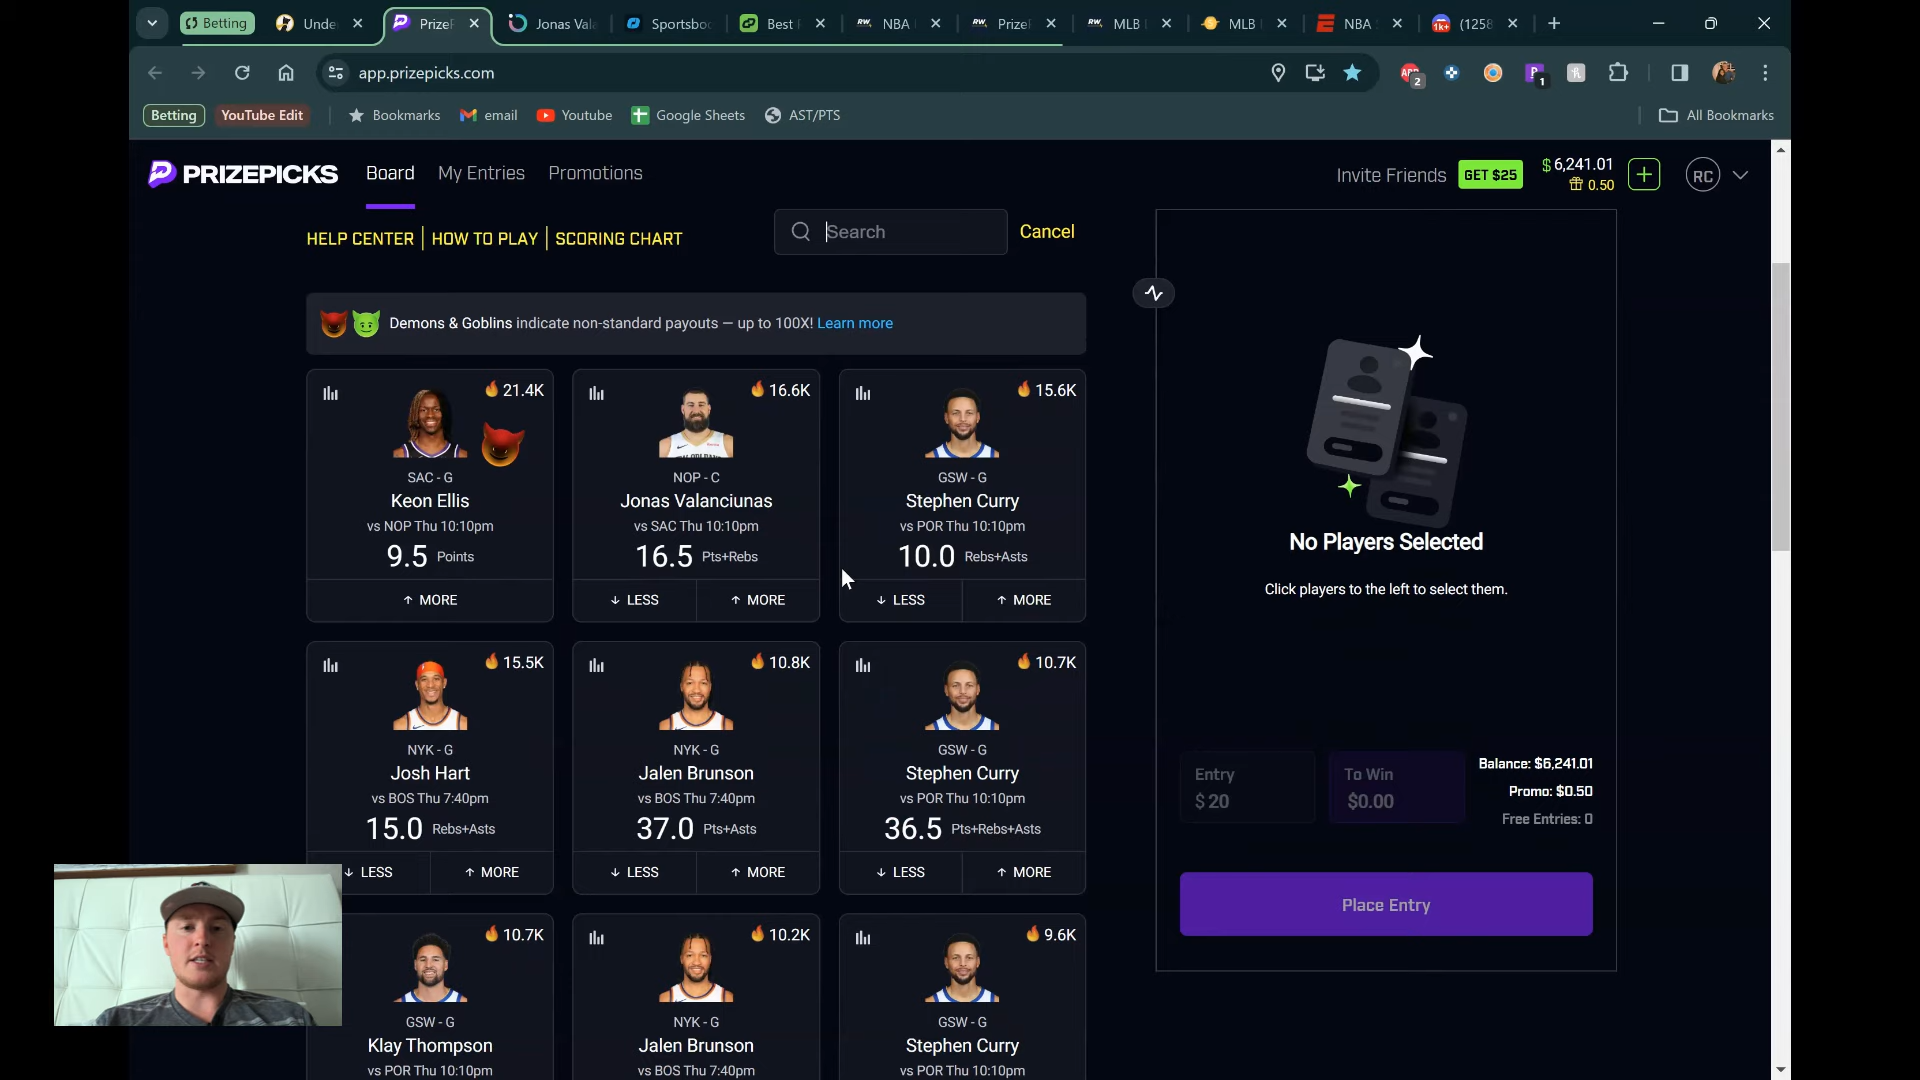 Betting Unde PrizeP Jonas Vala Sportsbo Best P NBA PrizeP MLB MLB NBA (1258
app.prizepicks.com 2 1
Betting YouTube Edit Bookmarks email Youtube Google Sheets AST/PTS All Bookmarks
PRIZEPICKS Board My Entries Promotions Invite Friends GET $25 $ 6,241.01 RC
0.50
HELP CENTER HOW TO PLAY SCORING CHART Search Cancel
Demons & Goblins indicate non-standard payouts — up to 100X! Learn more
21.4K 16.6K 15.6K
SAC - G NOP - C GSW - G
Keon Ellis Jonas Valanciunas Stephen Curry
vs NOP Thu 10:10pm vs SAC Thu 10:10pm vs POR Thu 10:10pm
9.5 Points 16.5 Pts+Rebs 10.0 Rebs+Asts
↑ MORE ↓ LESS ↑ MORE ↓ LESS ↑ MORE
No Players Selected
Click players to the left to select them.
15.5K 10.8K 10.7K
NYK - G NYK - G GSW - G
Josh Hart Jalen Brunson Stephen Curry
vs BOS Thu 7:40pm vs BOS Thu 7:40pm vs POR Thu 10:10pm
15.0 Rebs+Asts 37.0 Pts+Asts 36.5 Pts+Rebs+Asts
↓ LESS ↑ MORE ↓ LESS ↑ MORE ↓ LESS ↑ MORE
Entry To Win Balance: $6,241.01
$ 20 $0.00 Promo: $0.50
Free Entries: 0
Place Entry
10.7K 10.2K 9.6K
GSW - G NYK - G GSW - G
Klay Thompson Jalen Brunson Stephen Curry
vs POR Thu 10:10pm vs BOS Thu 7:40pm vs POR Thu 10:10pm